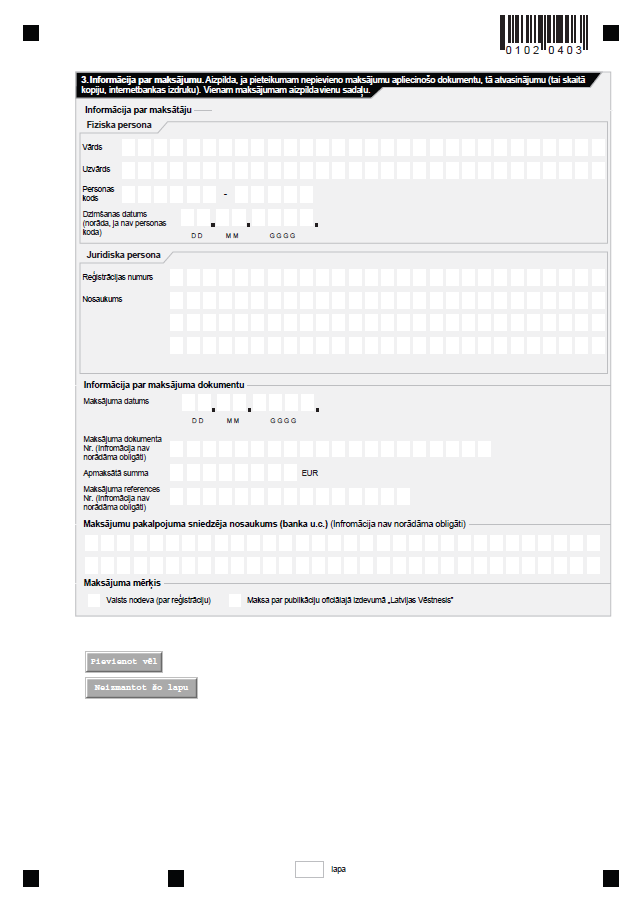 0102 0403
3. Informācija par maksājumu. Aizpilda, ja pieteikumam nepievieno maksājumu apliecinošo dokumentu, tā atvasinājumu (tai skaitā
kopiju, internetbankas izdruku). Vienam maksājumam aizpilda vienu sadaļu.
Informācija par maksātāju
Fiziska persona
Vārds
Uzvārds
Personas
kods
-
Dzimšanas datums
(norāda, ja nav personas
koda)
. . .
DD MM GGGG
Juridiska persona
Reģistrācijas numurs
Nosaukums
Informācija par maksājuma dokumentu
Maksājuma datums
. . .
DD MM GGGG
Maksājuma dokumenta
Nr. (Infromācija nav
norādāma obligāti)
Apmaksātā summa EUR
Maksājuma references
Nr. (Infromācija nav
norādāma obligāti)
Maksājumu pakalpojuma sniedzēja nosaukums (banka u.c.) (Infromācija nav norādāma obligāti)
Maksājuma mērķis
Valsts nodeva (par reģistrāciju) Maksa par publikāciju oficiālajā izdevumā „Latvijas Vēstnesis”
Pievienot vēl
Neizmantot šo lapu
lapa